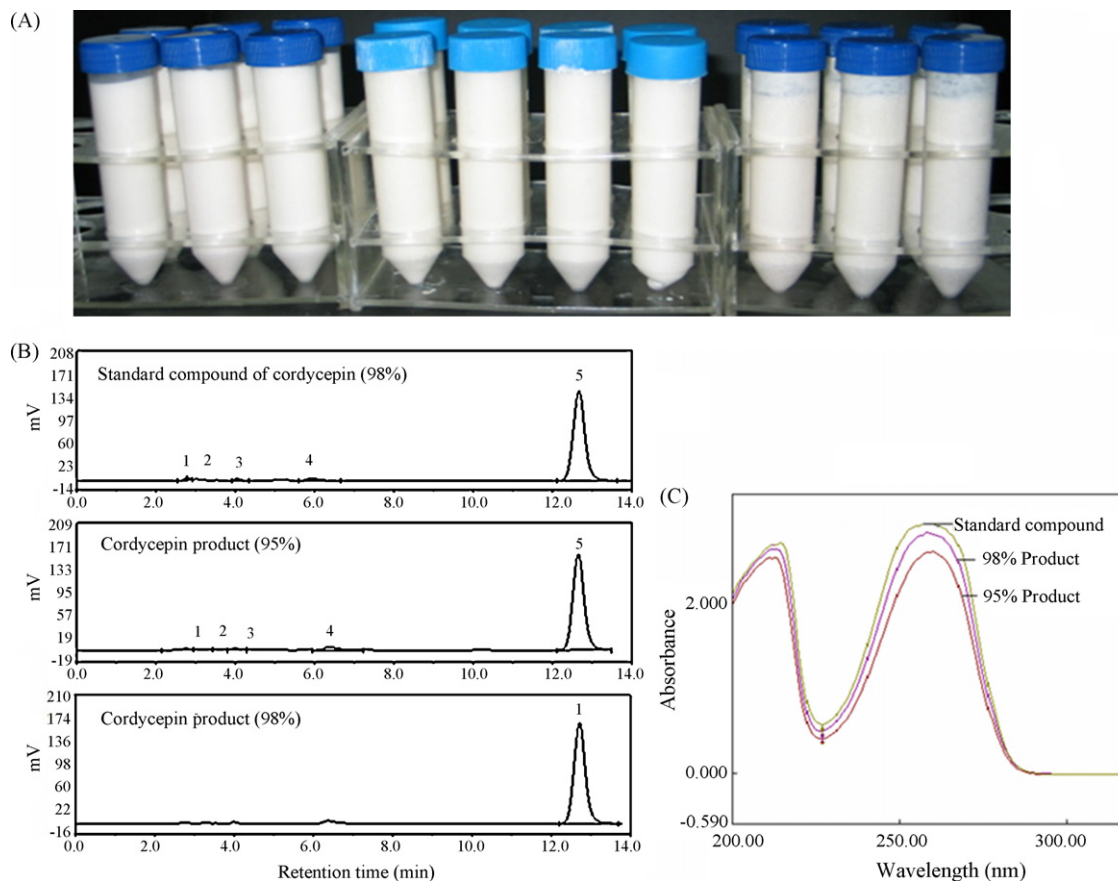 (A)
(B)
208
171
134
97
60
23
-14
mV
Standard compound of cordycepin (98%)
1
2
3
4
5
0.0 2.0 4.0 6.0 8.0 10.0 12.0 14.0
209
171
133
95
57
19
-19
mV
Cordycepin product (95%)
1
2
3
4
5
0.0 2.0 4.0 6.0 8.0 10.0 12.0 14.0
210
174
136
98
60
22
-16
mV
Cordycepin product (98%)
1
0.0 2.0 4.0 6.0 8.0 10.0 12.0 14.0
Retention time (min)
(C)
Standard compound
98% Product
95% Product
2.000
0.000
-0.590
Absorbance
200.00 250.00 300.00
Wavelength (nm)